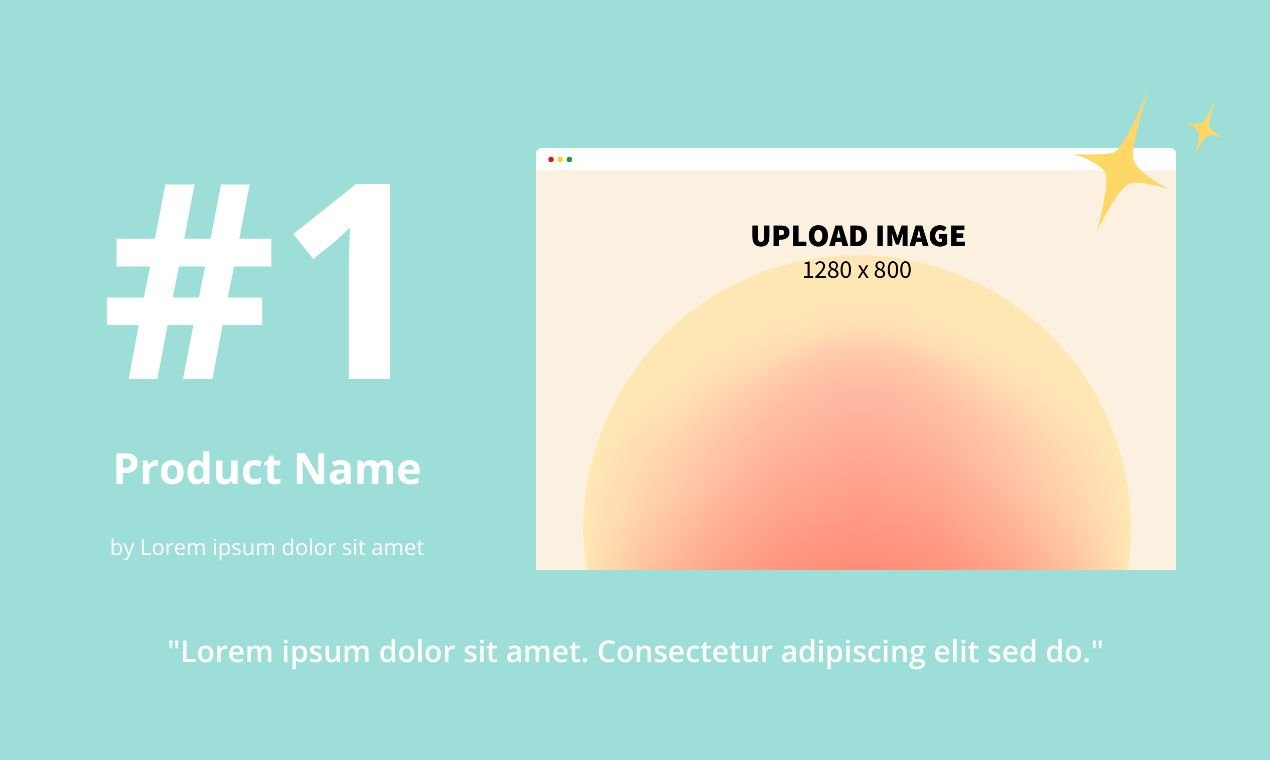 #1
Product Name
by Lorem ipsum dolor sit amet
UPLOAD IMAGE
1280 x 800
"Lorem ipsum dolor sit amet. Consectetur adipiscing elit sed do."